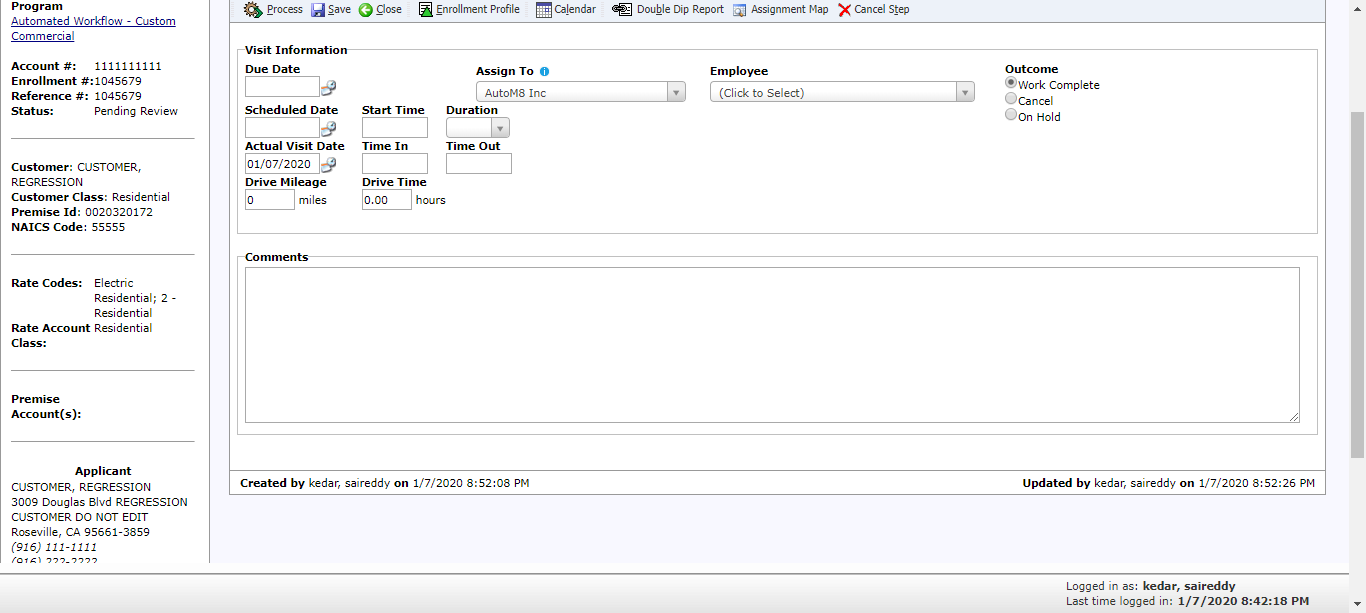 Program
Automated Workflow - Custom
Commercial
Account #: 1111111111
Enrollment #:1045679
Reference #: 1045679
Status: Pending Review
Customer: CUSTOMER,
REGRESSION
Customer Class: Residential
Premise Id: 0020320172
NAICS Code: 55555
Rate Codes: Electric
Residential; 2 -
Residential
Rate Account Residential
Class:
Premise
Account(s):
Applicant
CUSTOMER, REGRESSION
3009 Douglas Blvd REGRESSION
CUSTOMER DO NOT EDIT
Roseville, CA 95661-3859
(916) 111-1111
(916) 222-2222
Process Save Close Enrollment Profile Calendar Double Dip Report Assignment Map Cancel Step
Visit Information
Due Date
Assign To
AutoM8 Inc
Employee
(Click to Select)
Outcome
Work Complete
Cancel
On Hold
Scheduled Date Start Time Duration
Actual Visit Date Time In Time Out
01/07/2020
Drive Mileage Drive Time
0 miles 0.00 hours
Comments
Created by kedar, saireddy on 1/7/2020 8:52:08 PM
Updated by kedar, saireddy on 1/7/2020 8:52:26 PM
Logged in as: kedar, saireddy
Last time logged in: 1/7/2020 8:42:18 PM